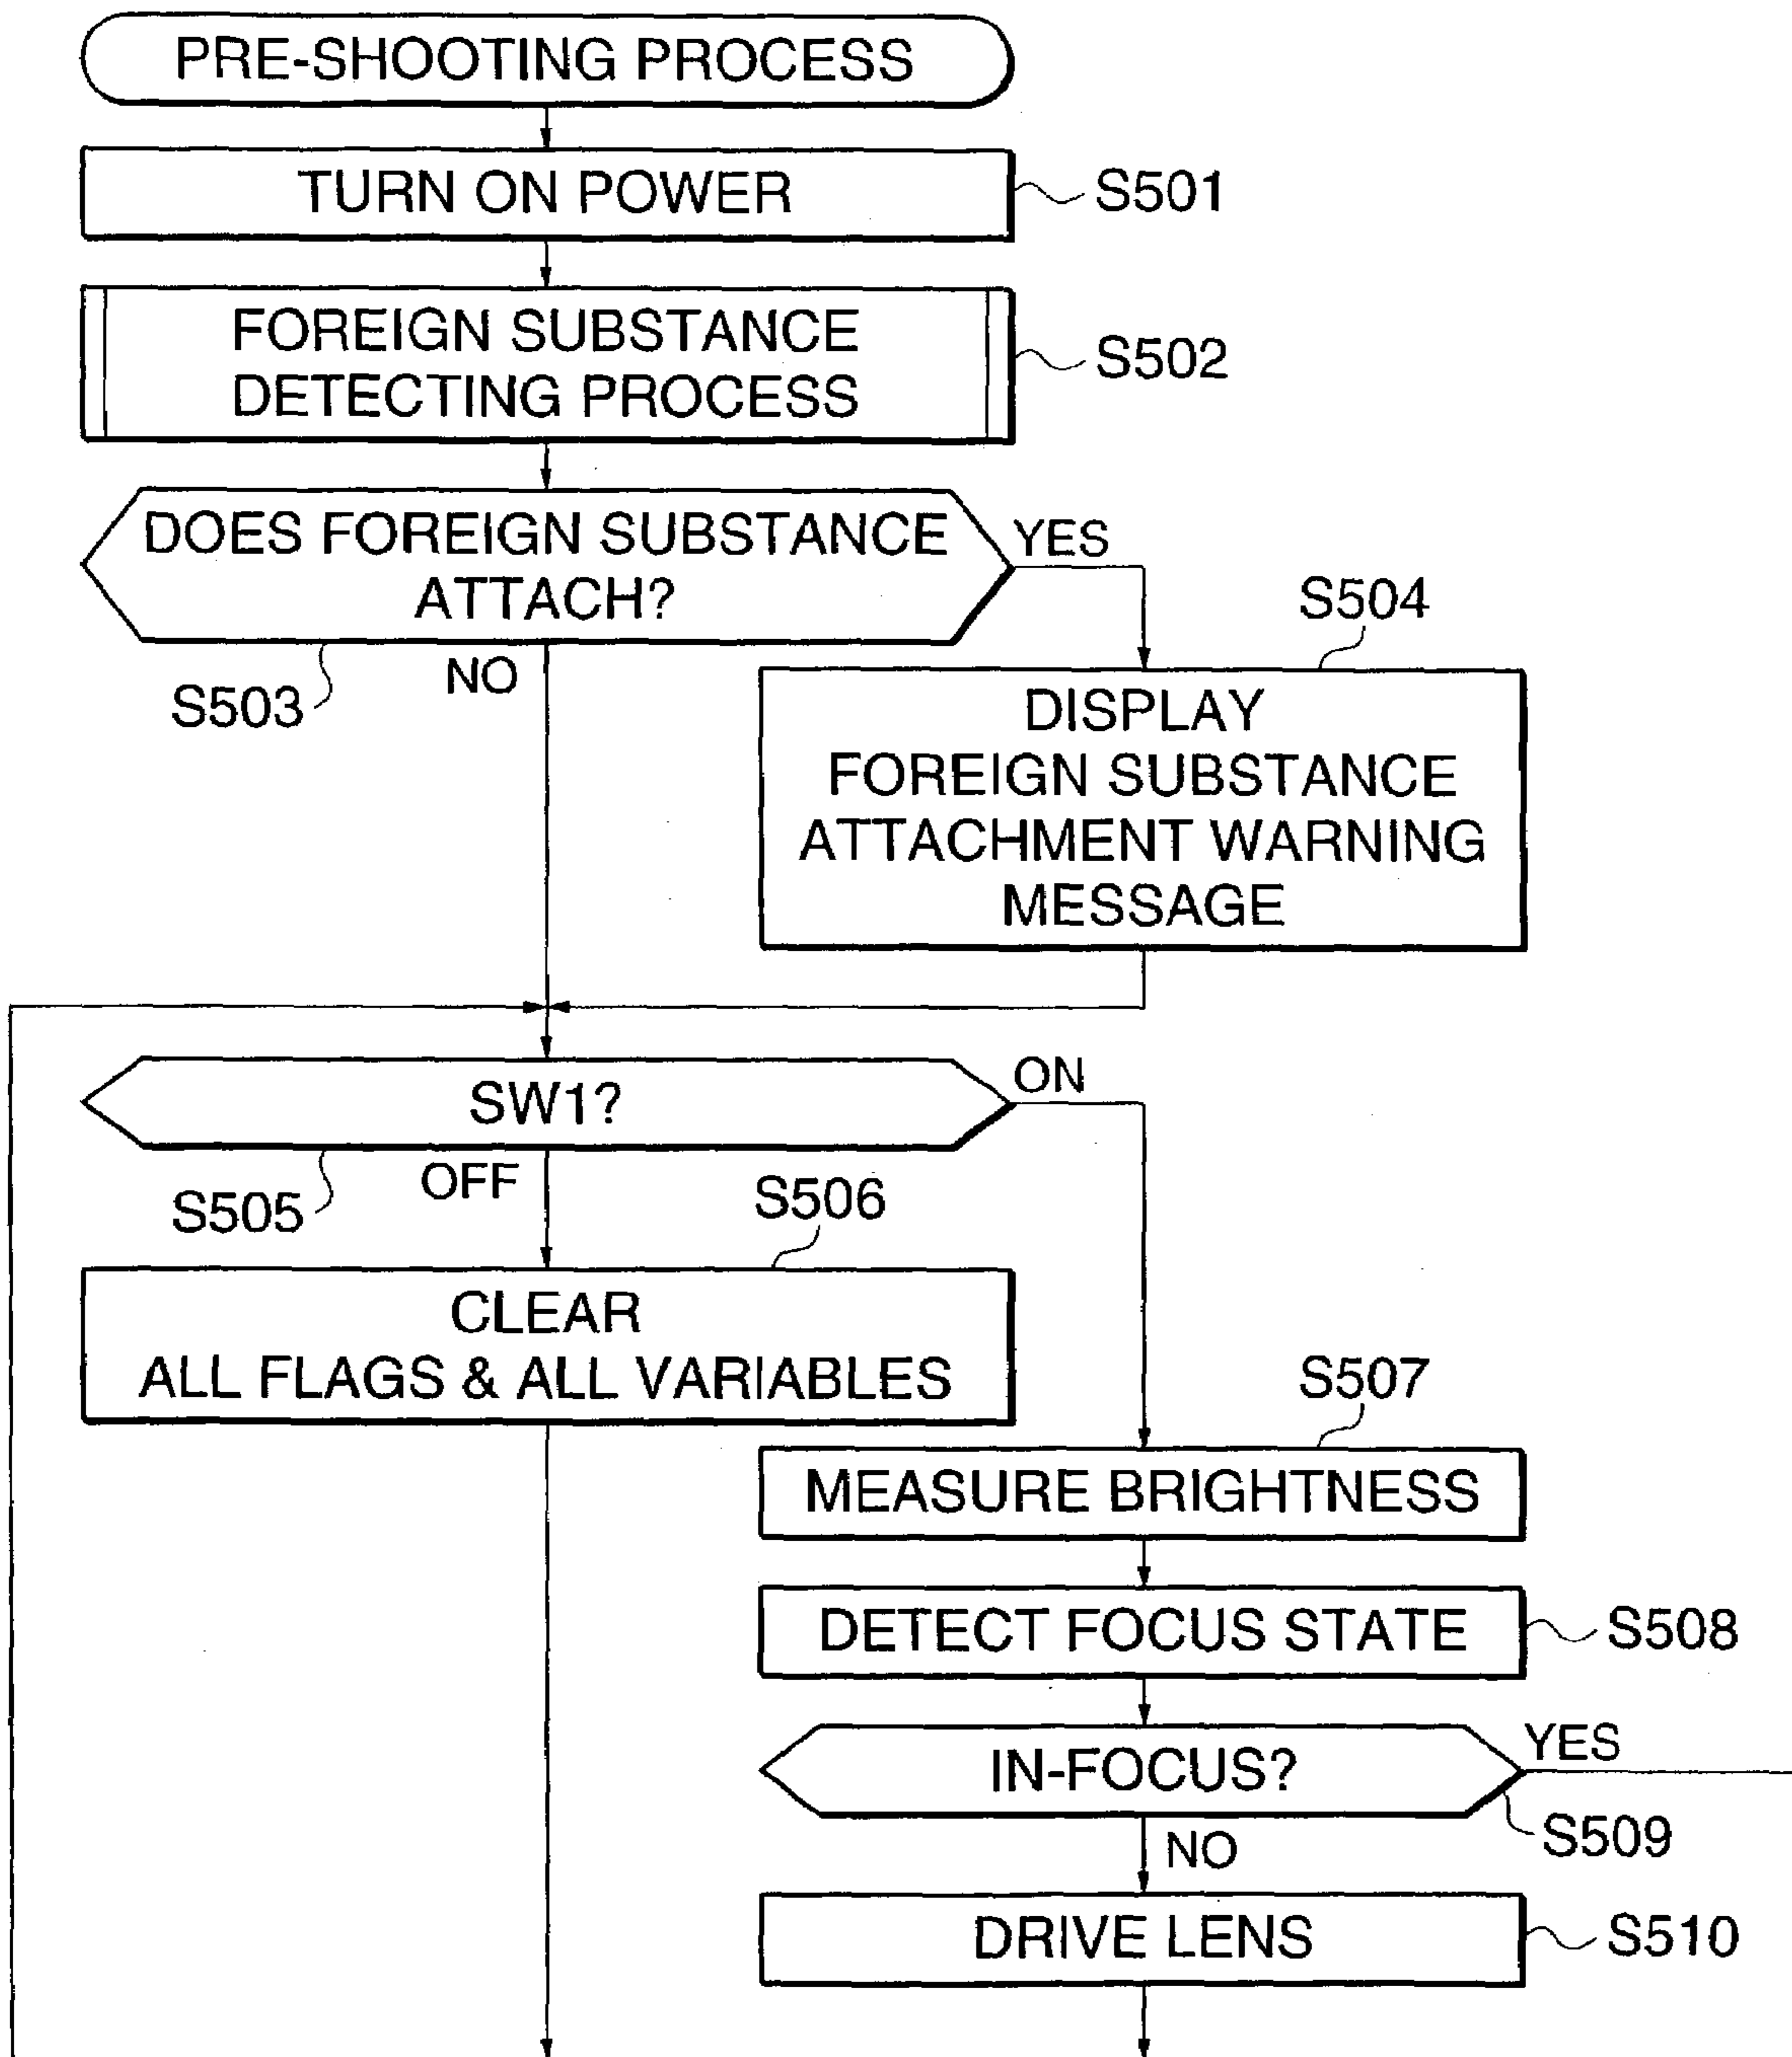 PRE-SHOOTING PROCESS
TURN ON POWER
S501
FOREIGN SUBSTANCE
DETECTING PROCESS
S502
DOES FOREIGN SUBSTANCE
ATTACH?
YES
S503
NO
S504
DISPLAY
FOREIGN SUBSTANCE
ATTACHMENT WARNING
MESSAGE
SW1?
ON
S505
OFF
S506
CLEAR
ALL FLAGS & ALL VARIABLES
S507
MEASURE BRIGHTNESS
DETECT FOCUS STATE
S508
IN-FOCUS?
YES
S509
NO
DRIVE LENS
S510